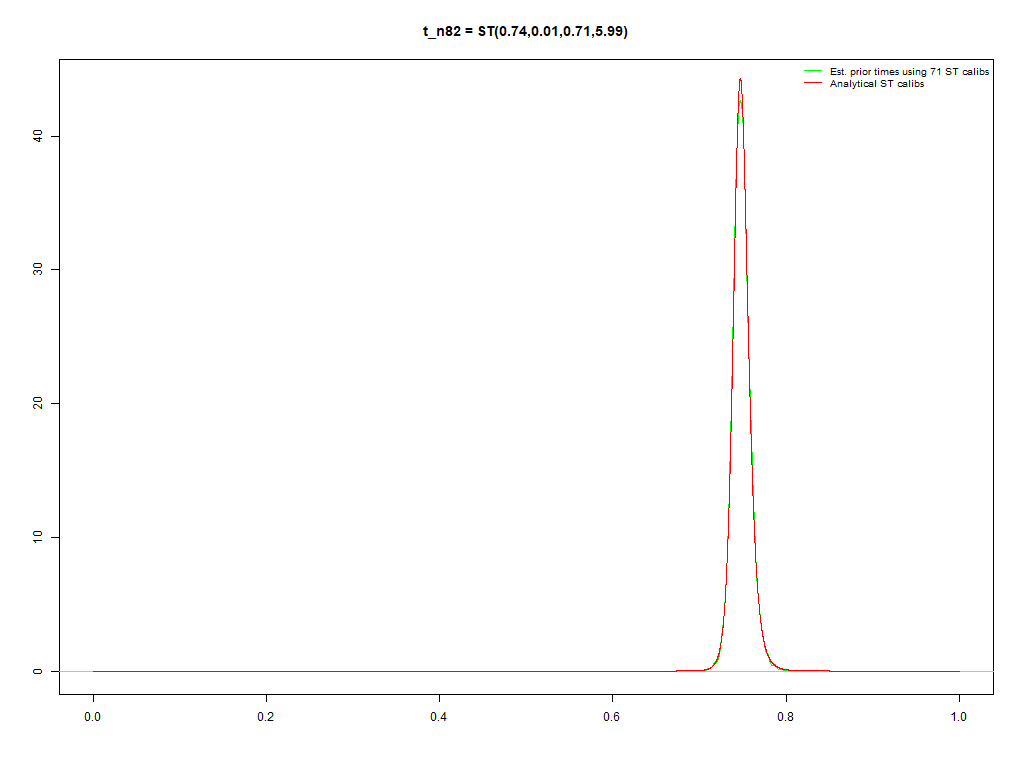 t_n82 = ST(0.74,0.01,0.71,5.99)
Est. prior times using 71 ST calibs
Analytical ST calibs
40
30
20
10
0
0.0 0.2 0.4 0.6 0.8 1.0